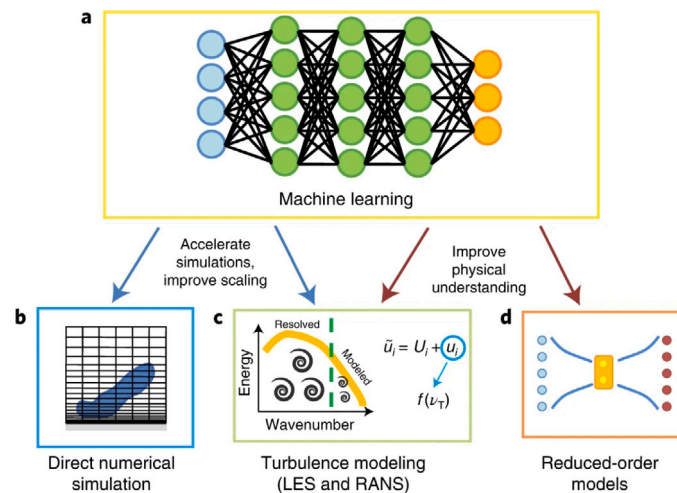 a
Machine learning
Accelerate
simulations,
improve scaling
Improve
physical
understanding
b
Direct numerical
simulation
c
Resolved
Modeled
Energy
Wavenumber
ũᵢ = Uᵢ + uᵢ
f(ν_T)
Turbulence modeling
(LES and RANS)
d
Reduced-order
models